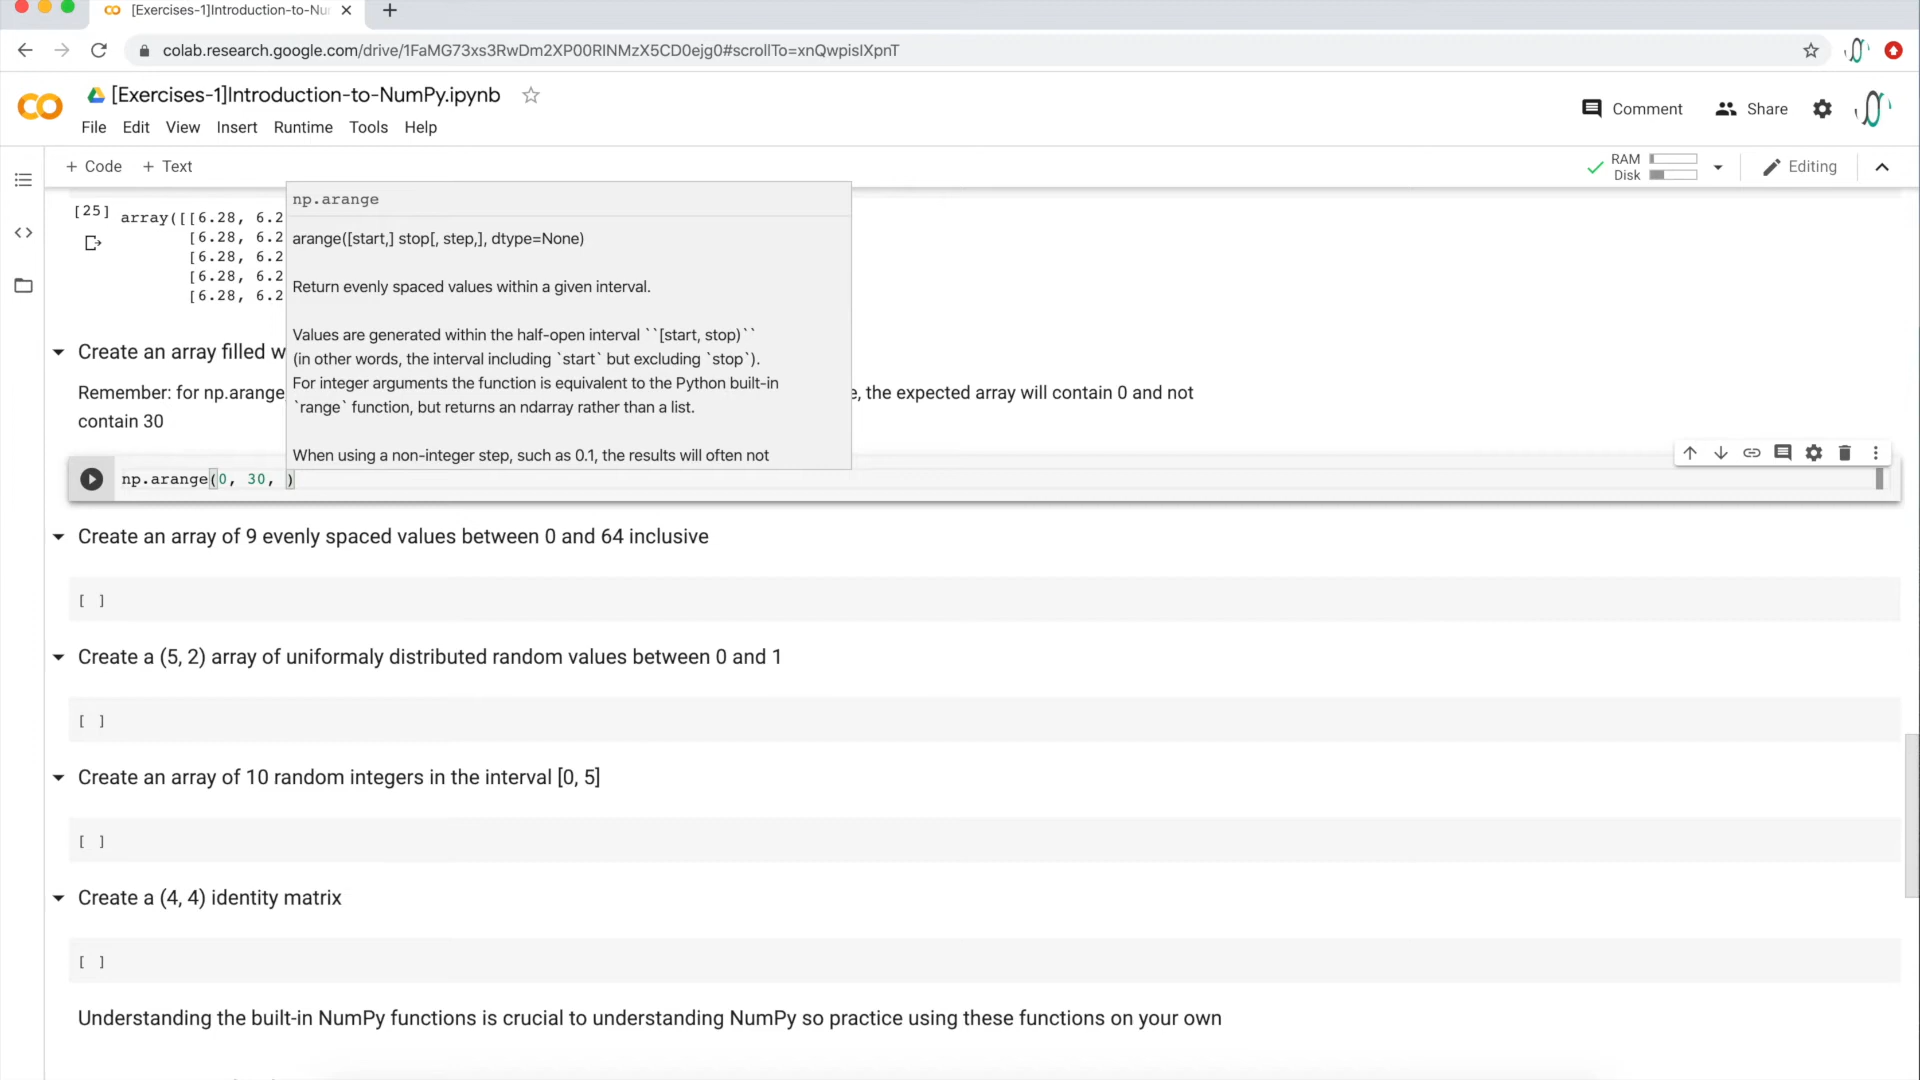 [Exercises-1]Introduction-to-Nu
colab.research.google.com/drive/1FaMG73xs3RwDm2XP00RlNMzX5CD0ejg0#scrollTo=xnQwpisIXpnT
[Exercises-1]Introduction-to-NumPy.ipynb
Comment
Share
File Edit View Insert Runtime Tools Help
+ Code + Text
RAM
Disk
Editing
np.arange
arange([start,] stop[, step,], dtype=None)
Return evenly spaced values within a given interval.
Values are generated within the half-open interval ``[start, stop)``
(in other words, the interval including `start` but excluding `stop`).
For integer arguments the function is equivalent to the Python built-in
`range` function, but returns an ndarray rather than a list.
When using a non-integer step, such as 0.1, the results will often not
[25] array([[6.28, 6.2
[6.28, 6.2
[6.28, 6.2
[6.28, 6.2
[6.28, 6.2
Create an array filled w
Remember: for np.arange, the expected array will contain 0 and not
contain 30
np.arange(0, 30, )
Create an array of 9 evenly spaced values between 0 and 64 inclusive
[ ]
Create a (5, 2) array of uniformaly distributed random values between 0 and 1
[ ]
Create an array of 10 random integers in the interval [0, 5]
[ ]
Create a (4, 4) identity matrix
[ ]
Understanding the built-in NumPy functions is crucial to understanding NumPy so practice using these functions on your own